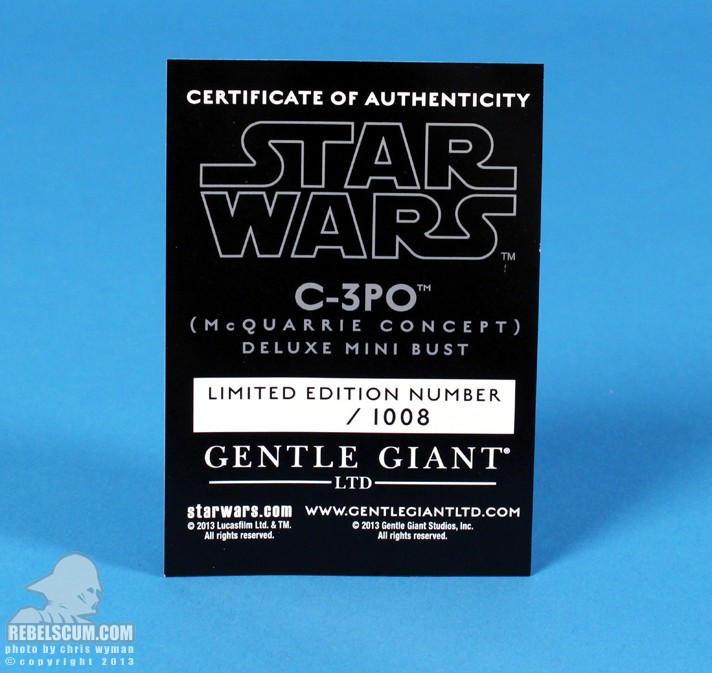 CERTIFICATE OF AUTHENTICITY
STAR
WARS
TM
C-3PO™
(McQUARRIE CONCEPT)
DELUXE MINI BUST
LIMITED EDITION NUMBER
/ 1008
GENTLE GIANT®
LTD
starwars.com WWW.GENTLEGIANTLTD.COM
© 2013 Lucasfilm Ltd. & TM. © 2013 Gentle Giant Studios, Inc.
All rights reserved. All rights reserved.
REBELSCUM.COM
photo by chris wyman
© copyright 2013